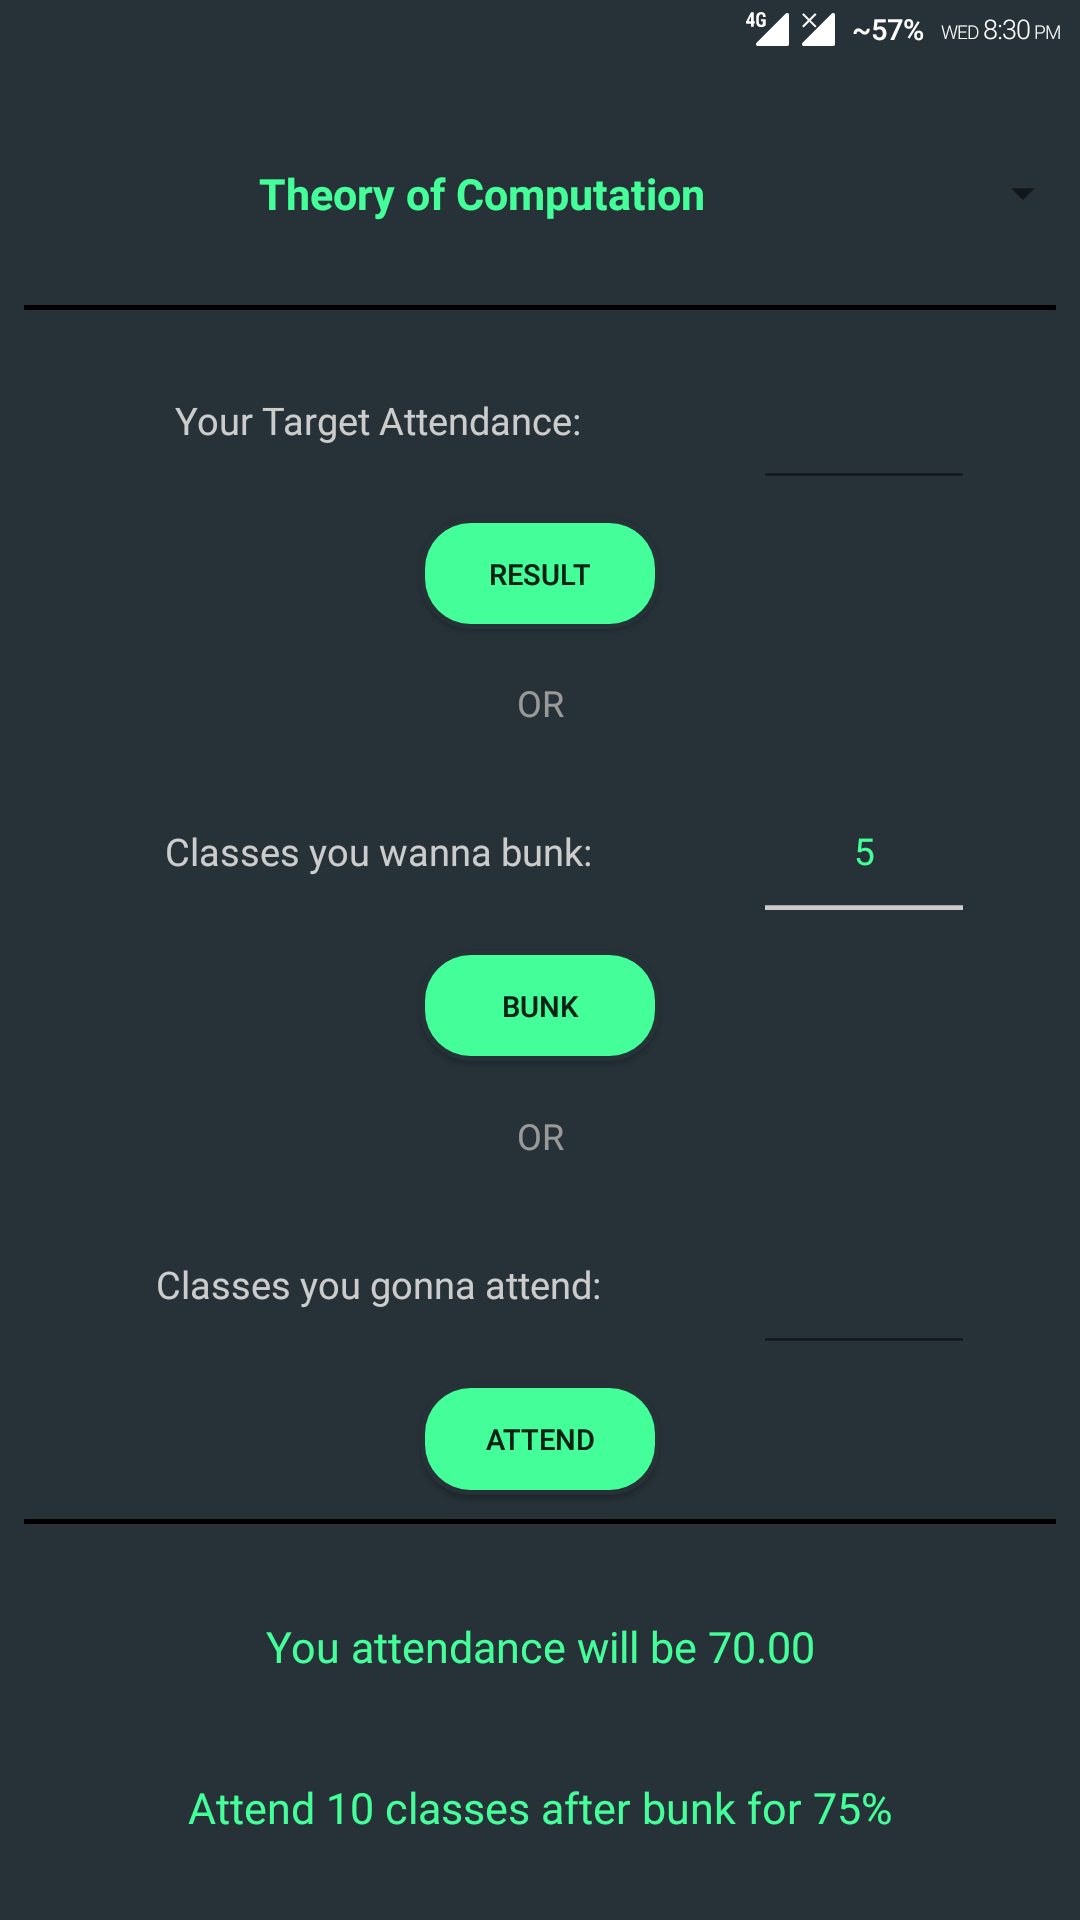 4G ~57% WED 8:30 PM
Theory of Computation
Your Target Attendance:
RESULT
OR
Classes you wanna bunk: 5
BUNK
OR
Classes you gonna attend:
ATTEND
You attendance will be 70.00
Attend 10 classes after bunk for 75%